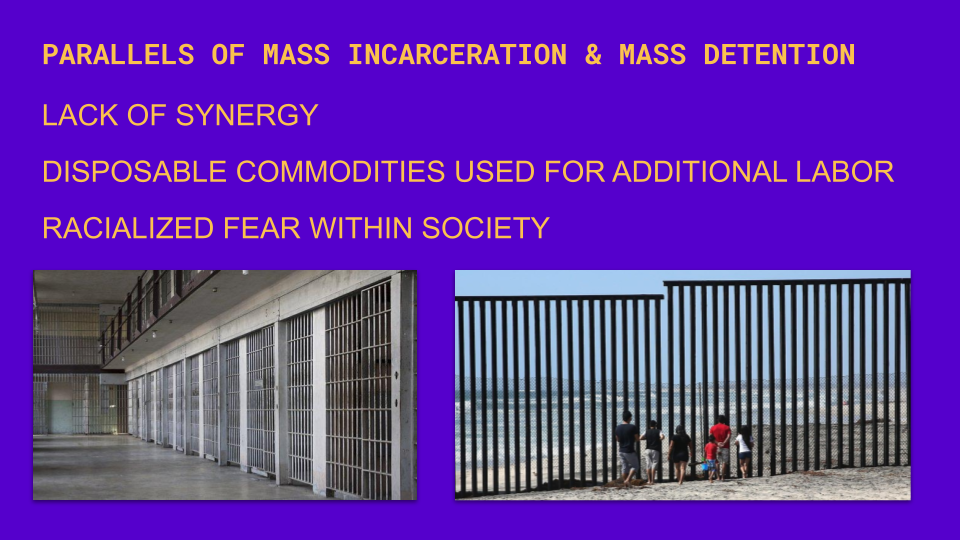 PARALLELS OF MASS INCARCERATION & MASS DETENTION
LACK OF SYNERGY
DISPOSABLE COMMODITIES USED FOR ADDITIONAL LABOR
RACIALIZED FEAR WITHIN SOCIETY